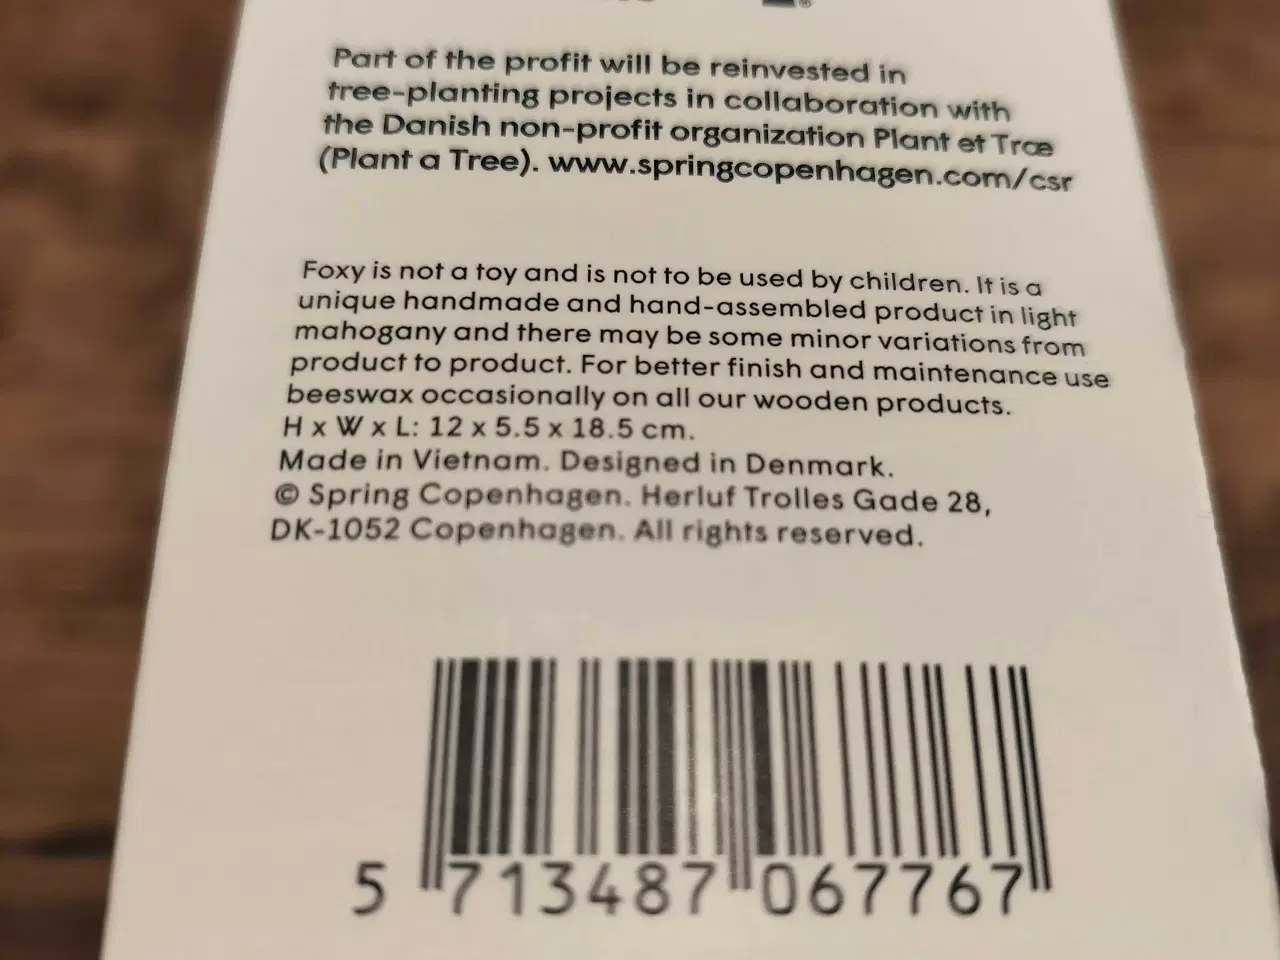 Part of the profit will be reinvested in
tree-planting projects in collaboration with
the Danish non-profit organization Plant et Træ
(Plant a Tree). www.springcopenhagen.com/csr
Foxy is not a toy and is not to be used by children. It is a
unique handmade and hand-assembled product in light
mahogany and there may be some minor variations from
product to product. For better finish and maintenance use
beeswax occasionally on all our wooden products.
H x W x L: 12 x 5.5 x 18.5 cm.
Made in Vietnam. Designed in Denmark.
© Spring Copenhagen. Herluf Trolles Gade 28,
DK-1052 Copenhagen. All rights reserved.
5 713487 067767